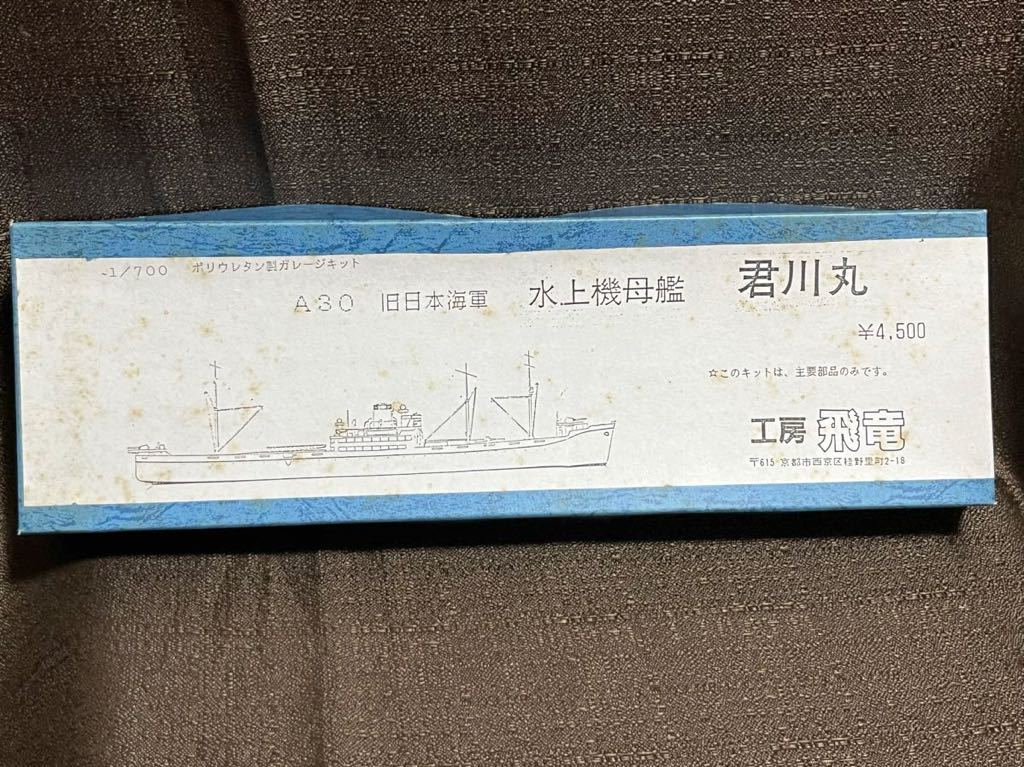 1/700 ポリウレタン製ガレージキット
A30 旧日本海軍 水上機母艦 君川丸
¥4,500
☆このキットは、主要部品のみです。
工房 飛竜
〒615 京都市西京区桂野里町2-18